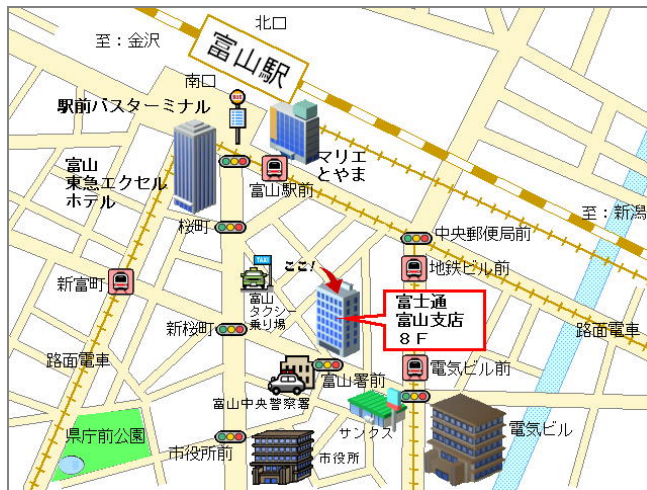 北口
至：金沢
富山駅
南口
駅前バスターミナル
BUS
マリエ
とやま
富山
東急エクセル
ホテル
富山駅前
至：新潟
桜町
中央郵便局前
ここ！
TAXI
地鉄ビル前
新富町
富山
タクシー
乗り場
富士通
富山支店
８Ｆ
新桜町
路面電車
路面電車
富山署前
電気ビル前
富山中央警察署
サンクス
県庁前公園
市役所前
市役所
電気ビル